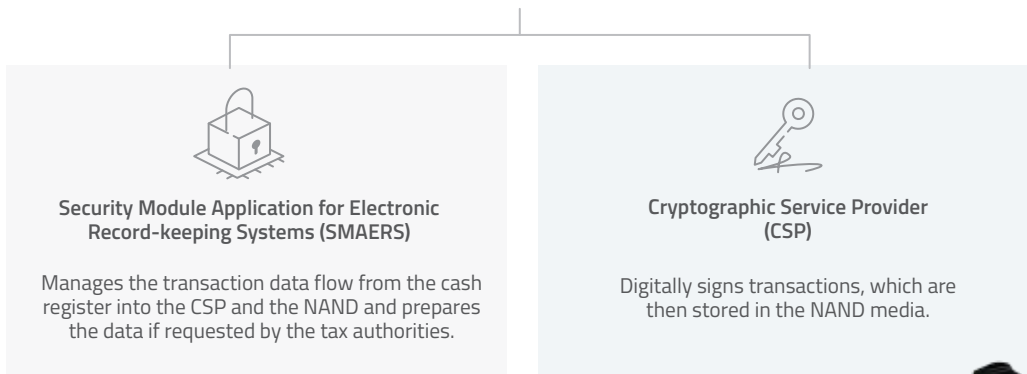 Security Module Application for Electronic
Record-keeping Systems (SMAERS)
Manages the transaction data flow from the cash
register into the CSP and the NAND and prepares
the data if requested by the tax authorities.
Cryptographic Service Provider
(CSP)
Digitally signs transactions, which are
then stored in the NAND media.